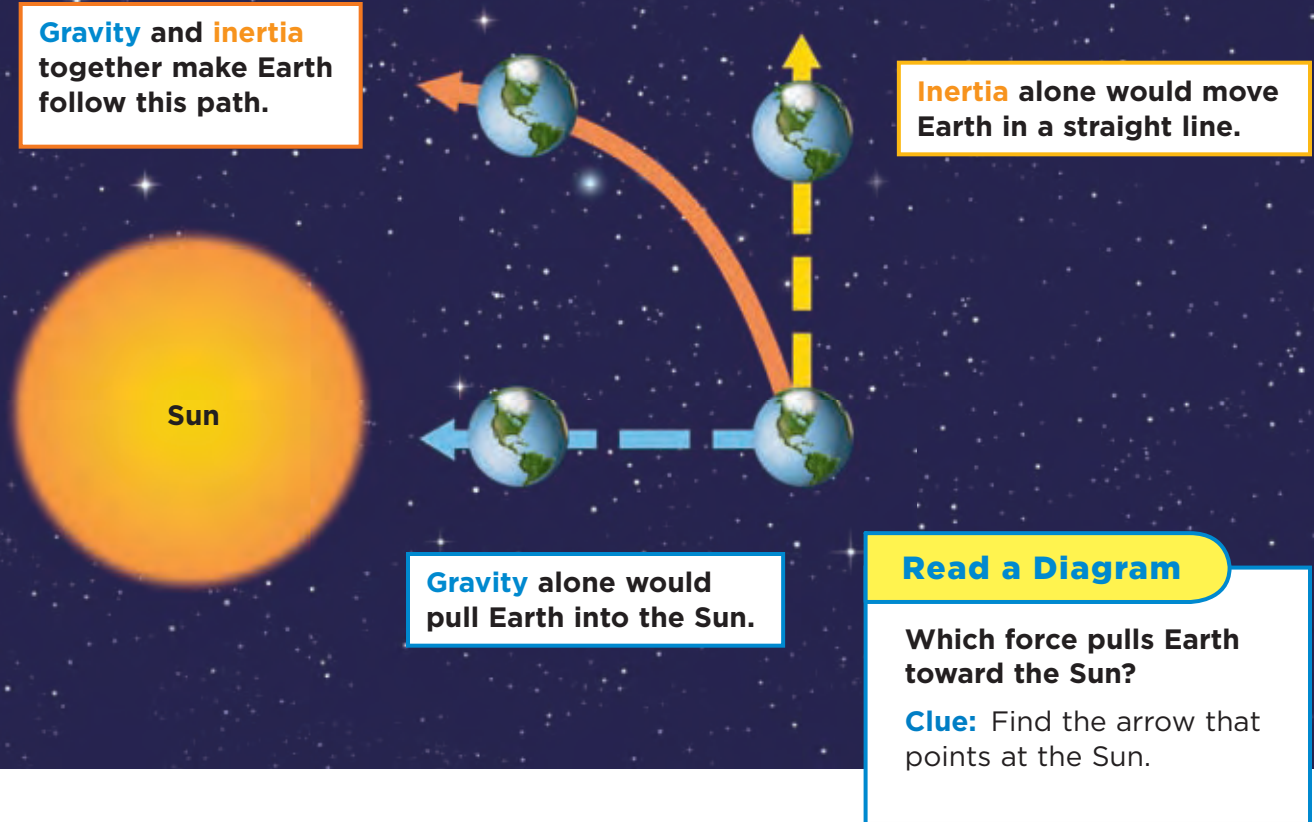 Gravity and inertia
together make Earth
follow this path.
Inertia alone would move
Earth in a straight line.
Sun
Gravity alone would
pull Earth into the Sun.
Read a Diagram
Which force pulls Earth
toward the Sun?
Clue: Find the arrow that
points at the Sun.